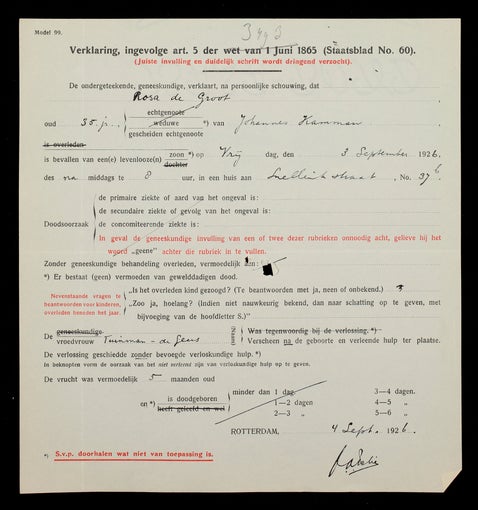 Model 99.
3993
Verklaring, ingevolge art. 5 der wet van 1 Juni 1865 (Staatsblad No. 60).
(Juiste invulling en duidelijk schrift wordt dringend verzocht).
De ondergeteekende, geneeskundige, verklaart, na persoonlijke schouwing, dat
Rosa de Groot
echtgenoote
oud 35 jr., weduwe *) van Johannes Hamman
gescheiden echtgenoote
is overleden
is bevallen van een(e) levenlooze(n) zoon *) op Vrij dag, den 3 September 1926.
dochter
des na middags te 8 uur, in een huis aan Snellinkstraat, No. 37 b
de primaire ziekte of aard van het ongeval is:
de secundaire ziekte of gevolg van het ongeval is:
Doodsoorzaak de concomiteerende ziekte is:
In geval de geneeskundige invulling van een of twee dezer rubrieken onnoodig acht, gelieve hij het
woord „geene" achter die rubriek in te vullen.
Zonder geneeskundige behandeling overleden, vermoedelijk aan:
*) Er bestaat (geen) vermoeden van gewelddadigen dood.
Nevenstaande vragen te
beantwoorden voor kinderen,
overleden beneden het jaar.
„Is het overleden kind gezoogd? (Te beantwoorden met ja, neen of onbekend.)
„Zoo ja, hoelang? (Indien niet nauwkeurig bekend, dan naar schatting op te geven, met
bijvoeging van de hoofdletter S.)"
De geneeskundige (Naam) Was tegenwoordig bij de verlossing. *)
vroedvrouw Tuinman - de Geus Verscheen na de geboorte en verleende hulp ter plaatse.
De verlossing geschiedde zonder bevoegde verloskundige hulp. *)
In beknopten vorm de oorzaak van het niet verleend zijn van verloskundige hulp op te geven.
De vrucht was vermoedelijk 5 maanden oud
minder dan 1 dag. 3—4 dagen.
en *) is doodgeboren 1—2 dagen 4—5 „
heeft geleefd en wel 2—3 „ 5—6 „
ROTTERDAM, 4 Sept. 1926.
*) S.v.p. doorhalen wat niet van toepassing is.